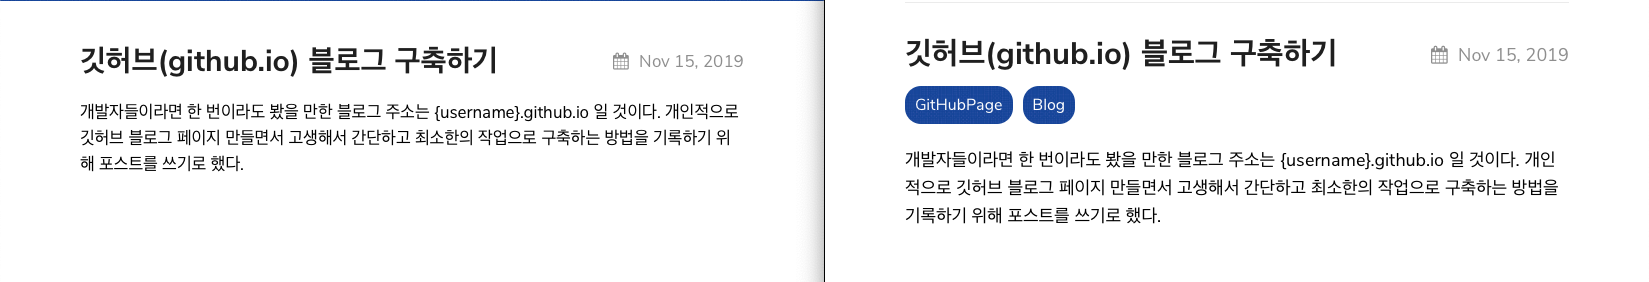 깃허브(github.io) 블로그 구축하기
Nov 15, 2019
개발자들이라면 한 번이라도 봤을 만한 블로그 주소는 {username}.github.io 일 것이다. 개인적으로
깃허브 블로그 페이지 만들면서 고생해서 간단하고 최소한의 작업으로 구축하는 방법을 기록하기 위
해 포스트를 쓰기로 했다.
깃허브(github.io) 블로그 구축하기
Nov 15, 2019
GitHubPage
Blog
개발자들이라면 한 번이라도 봤을 만한 블로그 주소는 {username}.github.io 일 것이다. 개인
적으로 깃허브 블로그 페이지 만들면서 고생해서 간단하고 최소한의 작업으로 구축하는 방법을
기록하기 위해 포스트를 쓰기로 했다.